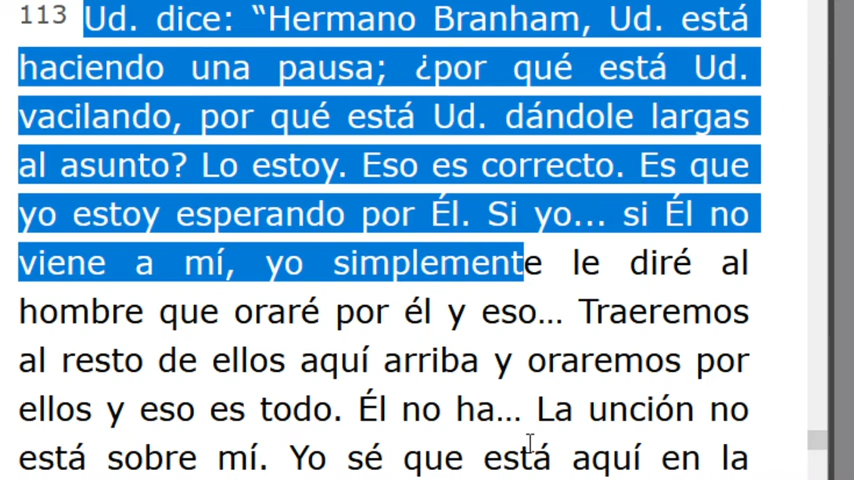 113 Ud. dice: “Hermano Branham, Ud. está
haciendo una pausa; ¿por qué está Ud.
vacilando, por qué está Ud. dándole largas
al asunto? Lo estoy. Eso es correcto. Es que
yo estoy esperando por Él. Si yo... si Él no
viene a mí, yo simplemente le diré al
hombre que oraré por él y eso... Traeremos
al resto de ellos aquí arriba y oraremos por
ellos y eso es todo. Él no ha... La unción no
está sobre mí. Yo sé que está aquí en la